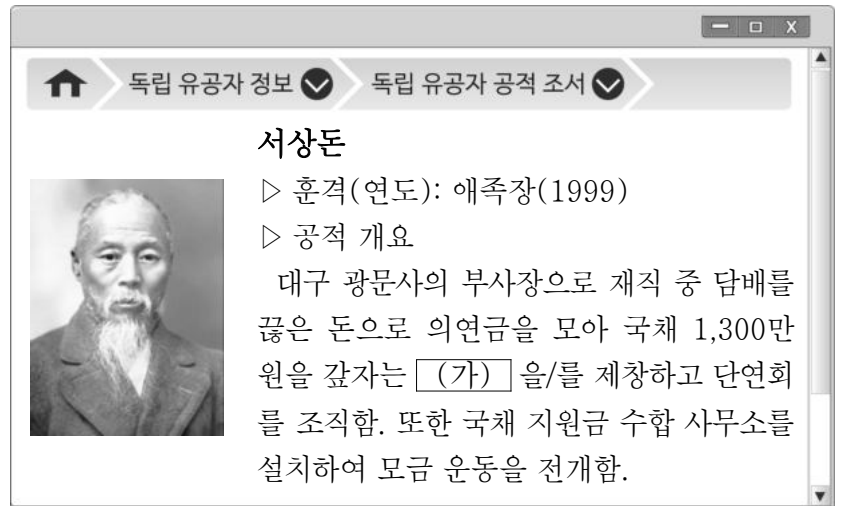 독립 유공자 정보 독립 유공자 공적 조서
서상돈
▷ 훈격(연도): 애족장(1999)
▷ 공적 개요
대구 광문사의 부사장으로 재직 중 담배를
끊은 돈으로 의연금을 모아 국채 1,300만
원을 갚자는 (가) 을/를 제창하고 단연회
를 조직함. 또한 국채 지원금 수합 사무소를
설치하여 모금 운동을 전개함.